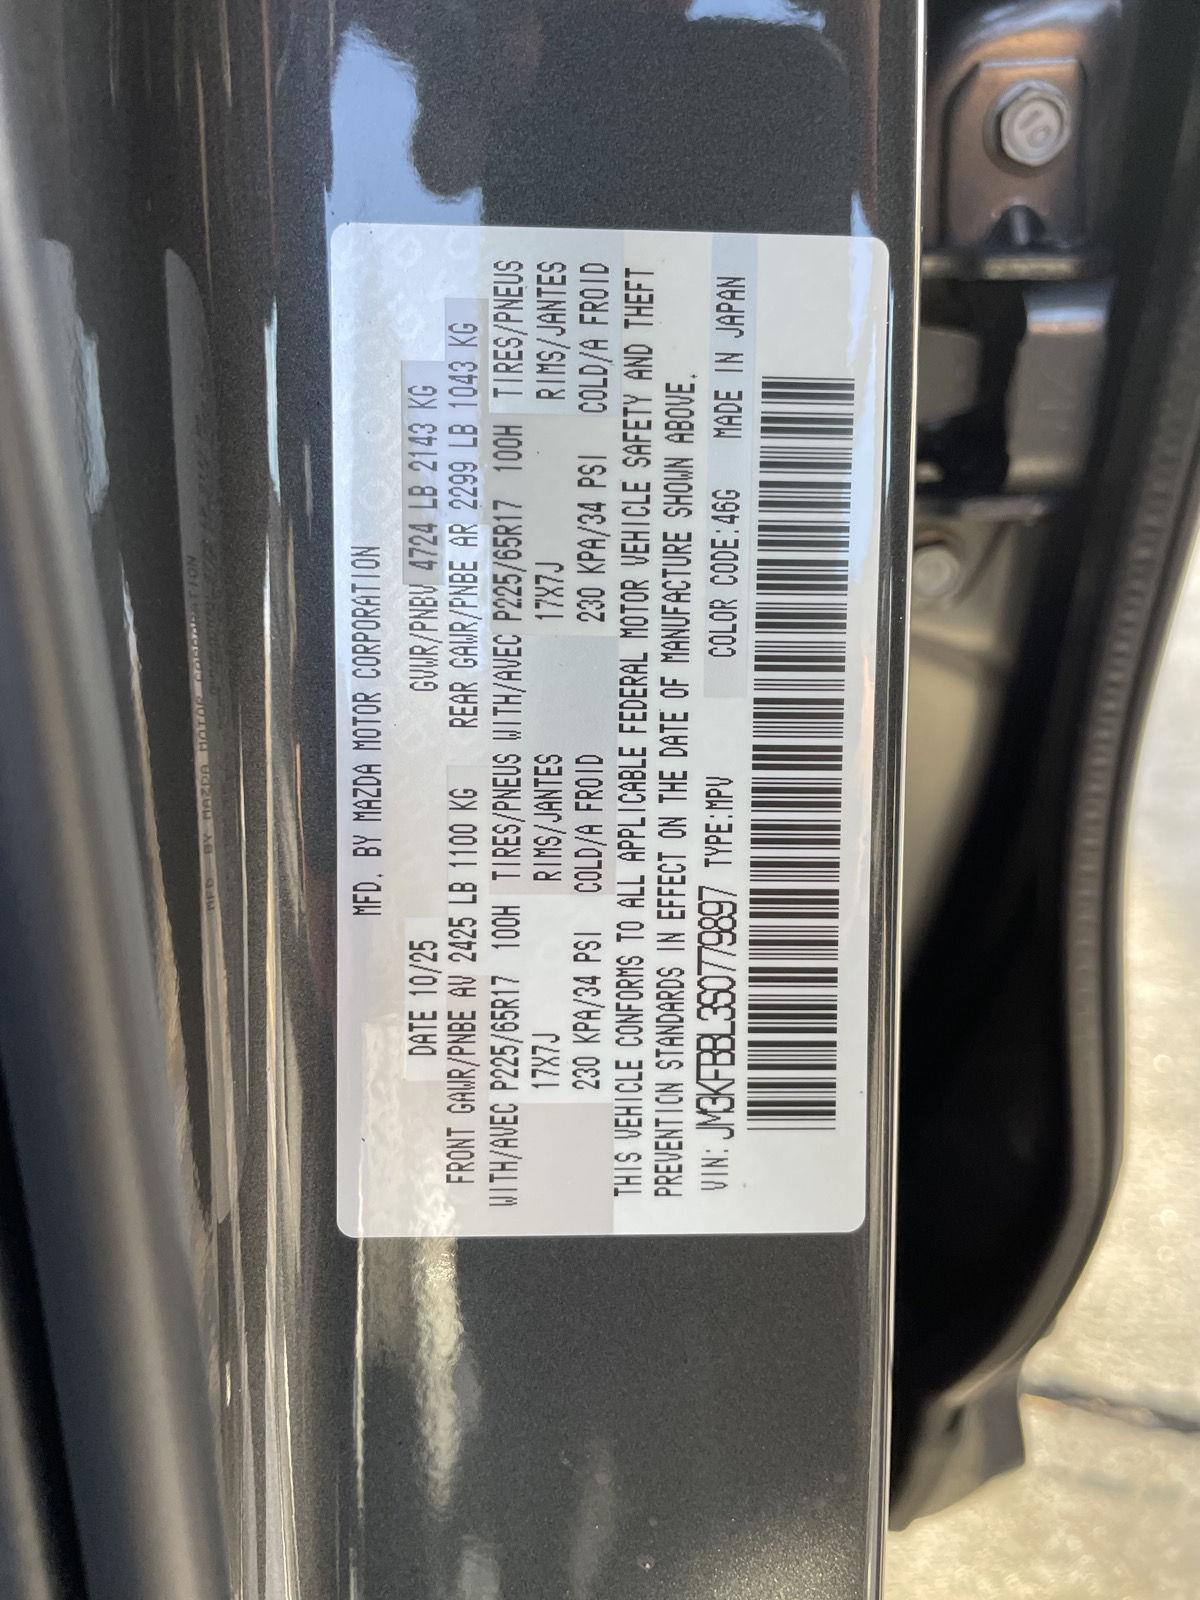 MFD. BY MAZDA MOTOR CORPORATION
DATE 10/25 GVWR/PNBV 4724 LB 2143 KG
FRONT GAWR/PNBE AV 2425 LB 1100 KG REAR GAWR/PNBE AR 2299 LB 1043 KG
WITH/AVEC P225/65R17 100H TIRES/PNEUS WITH/AVEC P225/65R17 100H TIRES/PNEUS
17X7J RIMS/JANTES 17X7J RIMS/JANTES
230 KPA/34 PSI COLD/A FROID 230 KPA/34 PSI COLD/A FROID
THIS VEHICLE CONFORMS TO ALL APPLICABLE FEDERAL MOTOR VEHICLE SAFETY AND THEFT
PREVENTION STANDARDS IN EFFECT ON THE DATE OF MANUFACTURE SHOWN ABOVE.
VIN: JM3KFBBL3S0779897 TYPE:MPV COLOR CODE:46G MADE IN JAPAN